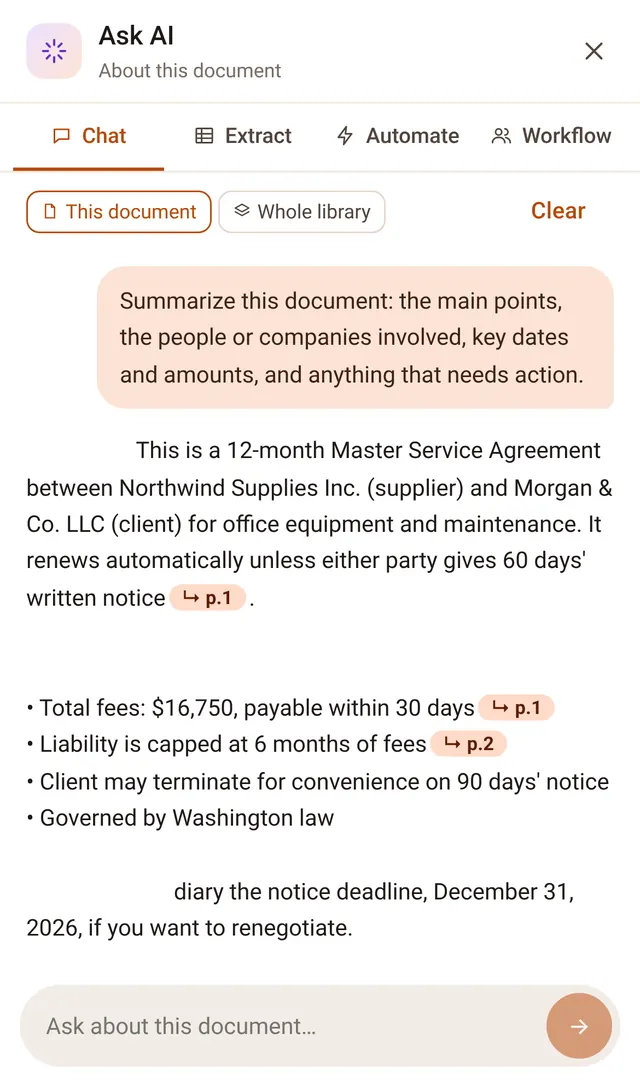 Ask AI
About this document
Chat
Extract
Automate
Workflow
This document
Whole library
Clear
Summarize this document: the main points,
the people or companies involved, key dates
and amounts, and anything that needs action.
This is a 12-month Master Service Agreement
between Northwind Supplies Inc. (supplier) and Morgan &
Co. LLC (client) for office equipment and maintenance. It
renews automatically unless either party gives 60 days'
written notice ↪ p.1 .
• Total fees: $16,750, payable within 30 days ↪ p.1
• Liability is capped at 6 months of fees ↪ p.2
• Client may terminate for convenience on 90 days' notice
• Governed by Washington law
diary the notice deadline, December 31,
2026, if you want to renegotiate.
Ask about this document…